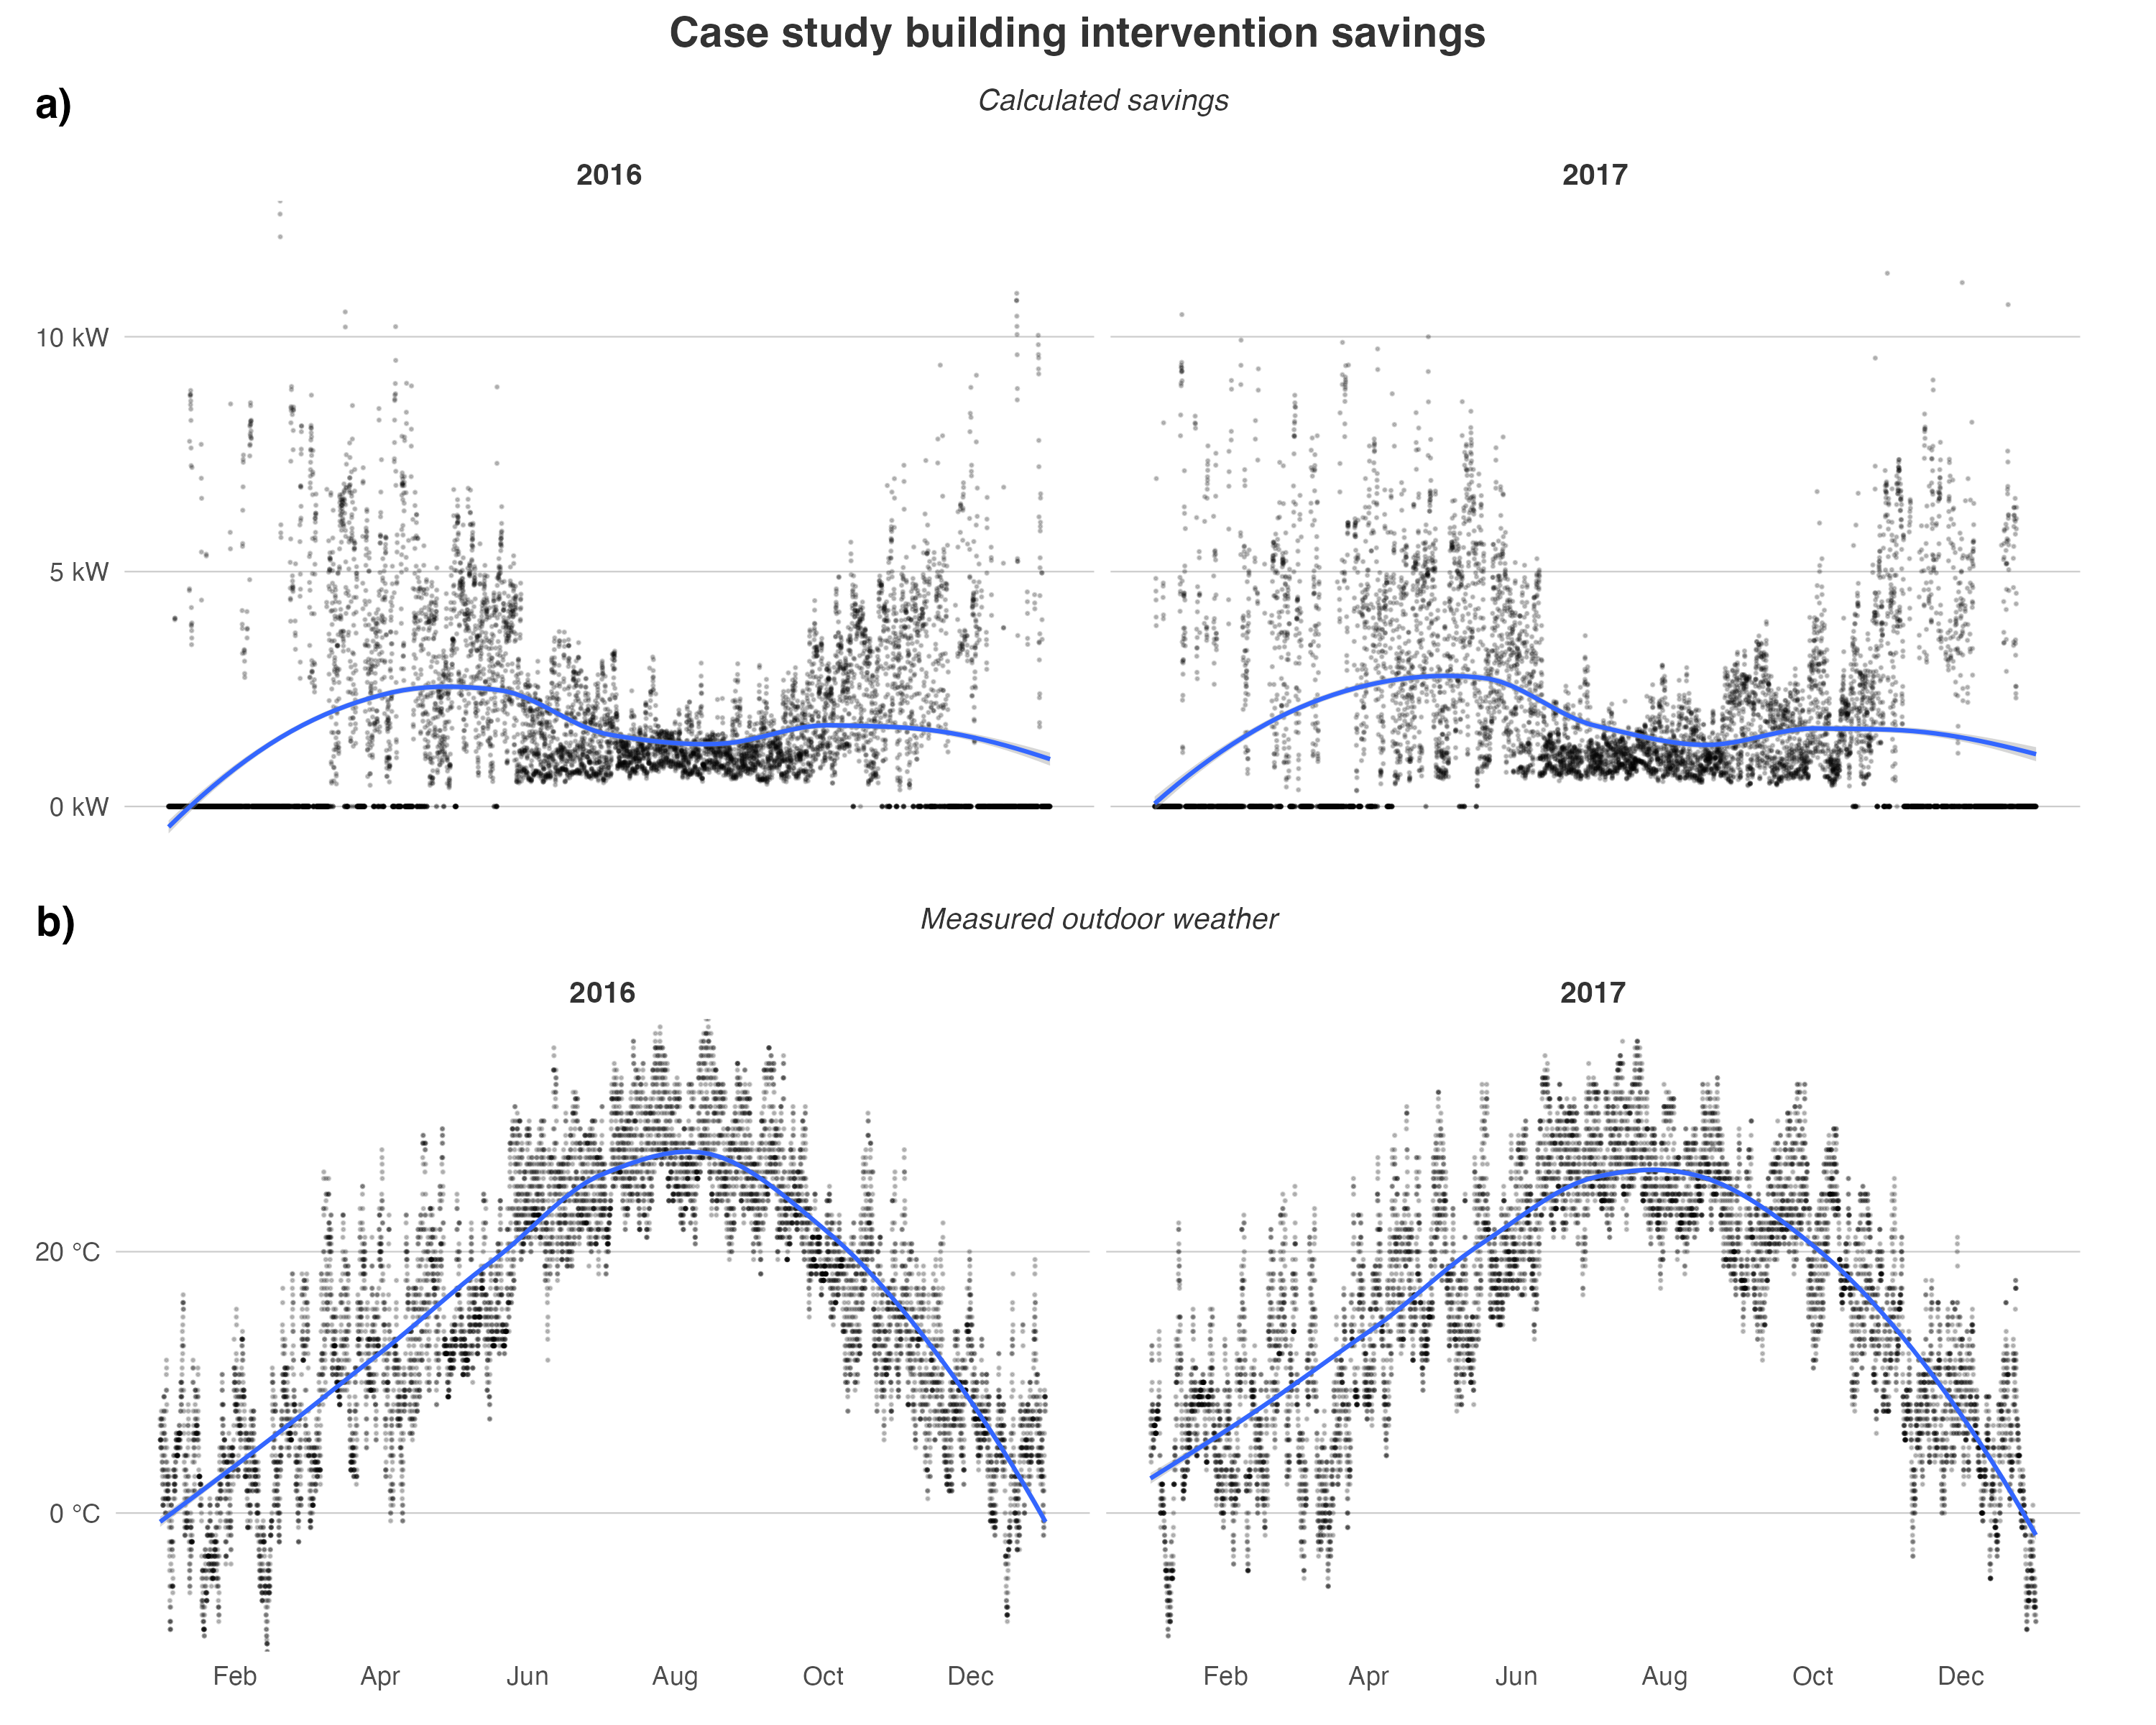 Case study building intervention savings
a)
Calculated savings
2016
2017
10 kW
5 kW
0 kW
b)
Measured outdoor weather
2016
2017
20 °C
0 °C
Feb Apr Jun Aug Oct Dec Feb Apr Jun Aug Oct Dec